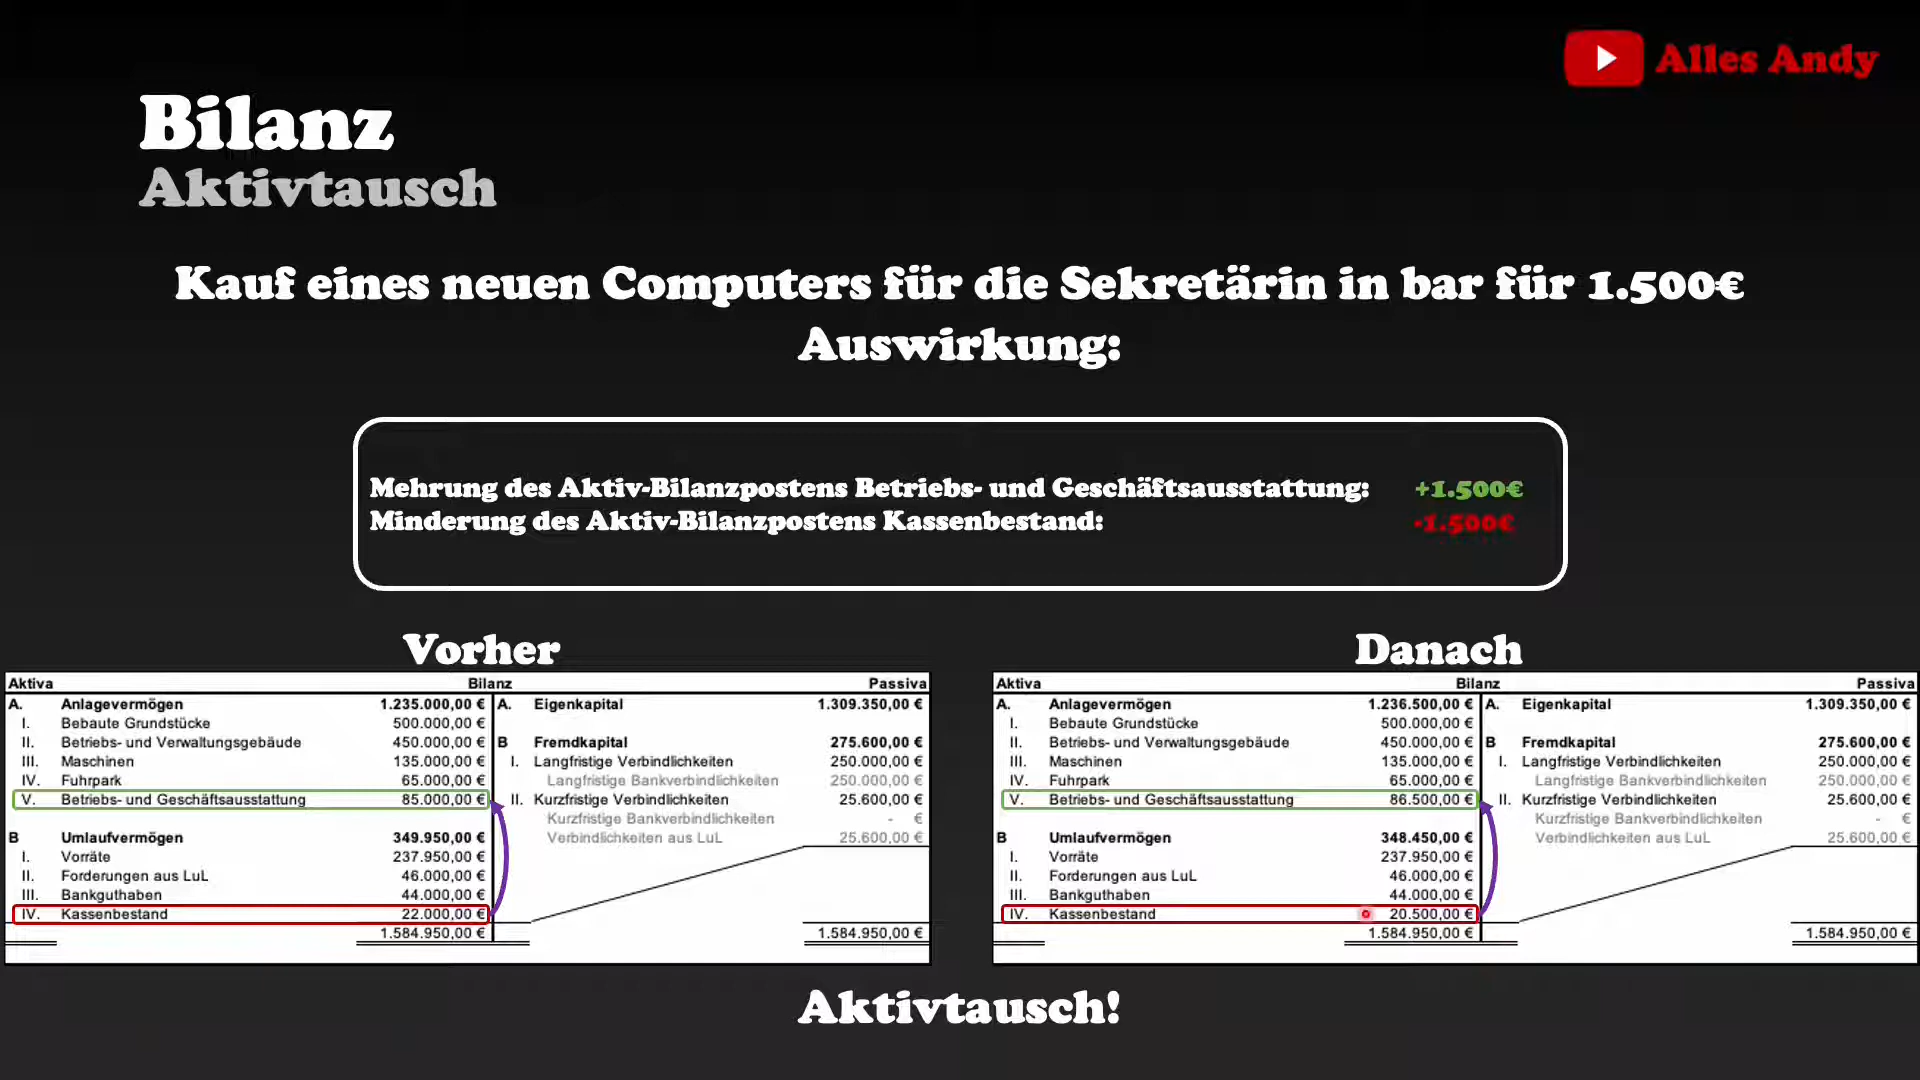 Alles Andy
Bilanz
Aktivtausch
Kauf eines neuen Computers für die Sekretärin in bar für 1.500€
Auswirkung:
Mehrung des Aktiv-Bilanzpostens Betriebs- und Geschäftsausstattung: +1.500€
Minderung des Aktiv-Bilanzpostens Kassenbestand: -1.500€
Vorher
Aktiva Bilanz Passiva
A. Anlagevermögen 1.235.000,00 € A. Eigenkapital 1.309.350,00 €
I. Bebaute Grundstücke 500.000,00 €
II. Betriebs- und Verwaltungsgebäude 450.000,00 € B Fremdkapital 275.600,00 €
III. Maschinen 135.000,00 € I. Langfristige Verbindlichkeiten 250.000,00 €
IV. Fuhrpark 65.000,00 € Langfristige Bankverbindlichkeiten 250.000,00 €
V. Betriebs- und Geschäftsausstattung 85.000,00 € II. Kurzfristige Verbindlichkeiten 25.600,00 €
Kurzfristige Bankverbindlichkeiten - €
B Umlaufvermögen 349.950,00 € Verbindlichkeiten aus LuL 25.600,00 €
I. Vorräte 237.950,00 €
II. Forderungen aus LuL 46.000,00 €
III. Bankguthaben 44.000,00 €
IV. Kassenbestand 22.000,00 €
1.584.950,00 € 1.584.950,00 €
Danach
Aktiva Bilanz Passiva
A. Anlagevermögen 1.236.500,00 € A. Eigenkapital 1.309.350,00 €
I. Bebaute Grundstücke 500.000,00 €
II. Betriebs- und Verwaltungsgebäude 450.000,00 € B Fremdkapital 275.600,00 €
III. Maschinen 135.000,00 € I. Langfristige Verbindlichkeiten 250.000,00 €
IV. Fuhrpark 65.000,00 € Langfristige Bankverbindlichkeiten 250.000,00 €
V. Betriebs- und Geschäftsausstattung 86.500,00 € II. Kurzfristige Verbindlichkeiten 25.600,00 €
Kurzfristige Bankverbindlichkeiten - €
B Umlaufvermögen 348.450,00 € Verbindlichkeiten aus LuL 25.600,00 €
I. Vorräte 237.950,00 €
II. Forderungen aus LuL 46.000,00 €
III. Bankguthaben 44.000,00 €
IV. Kassenbestand 20.500,00 €
1.584.950,00 € 1.584.950,00 €
Aktivtausch!